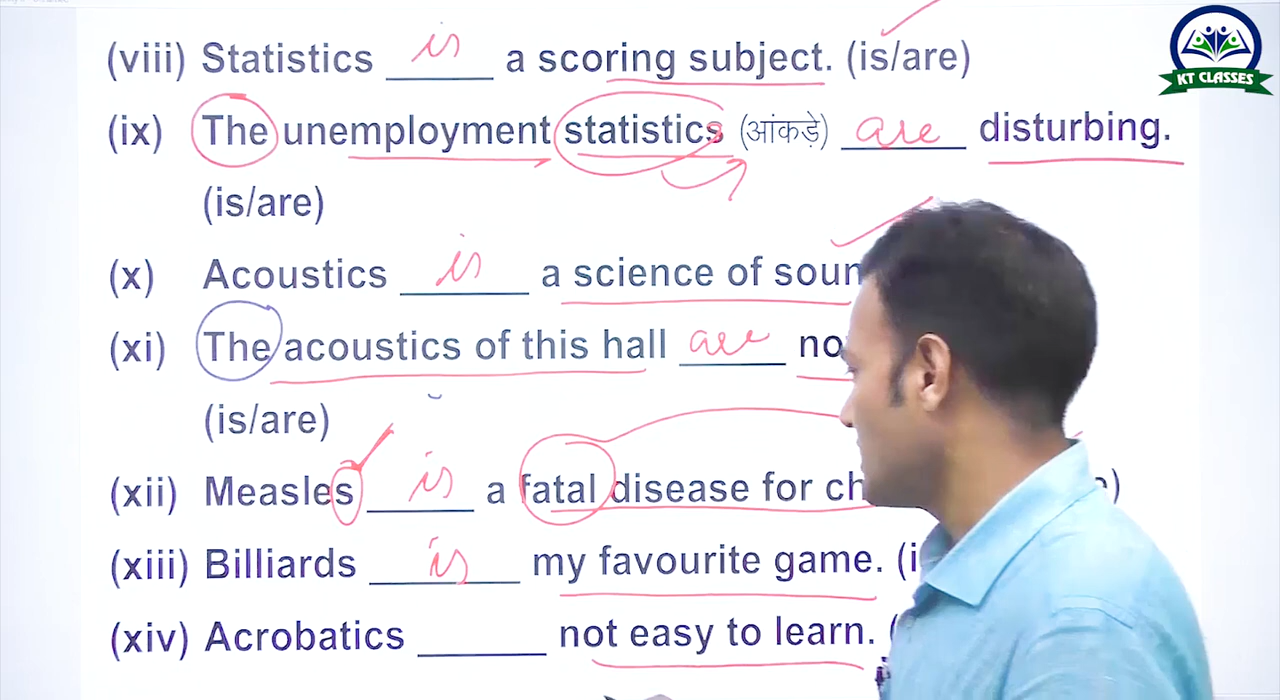 KT CLASSES
(viii) Statistics is a scoring subject. (is/are)
(ix) The unemployment statistics (आंकड़े) are disturbing.
(is/are)
(x) Acoustics is a science of soun
(xi) The acoustics of this hall are no
(is/are)
(xii) Measles is a fatal disease for ch e)
(xiii) Billiards is my favourite game. (i
(xiv) Acrobatics not easy to learn. (